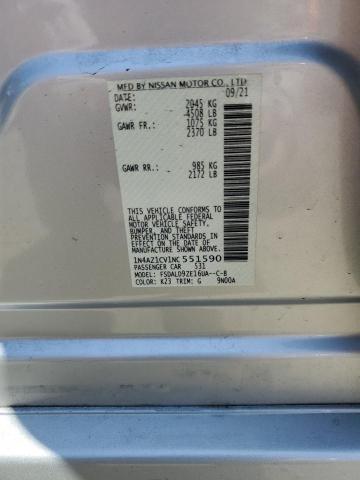 MFD BY NISSAN MOTOR CO., LTD
DATE: 09/21
GVWR: 2045 KG
4508 LB
GAWR FR.: 1075 KG
2370 LB
GAWR RR.: 985 KG
2172 LB
THIS VEHICLE CONFORMS TO
ALL APPLICABLE FEDERAL
MOTOR VEHICLE SAFETY,
BUMPER, AND THEFT
PREVENTION STANDARDS
IN EFFECT ON THE DATE OF
MANUFACTURE SHOWN ABOVE.
1N4AZ1CV1NC551590
PASSENGER CAR 531
MODEL: FSDALO9ZE16UA--C-B
COLOR: K23 TRIM: G 9N00A